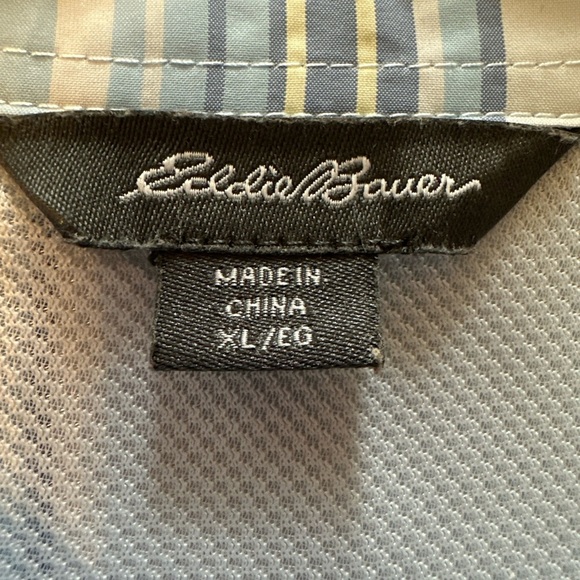 Eddie Bauer
MADE IN
CHINA
XL/EG